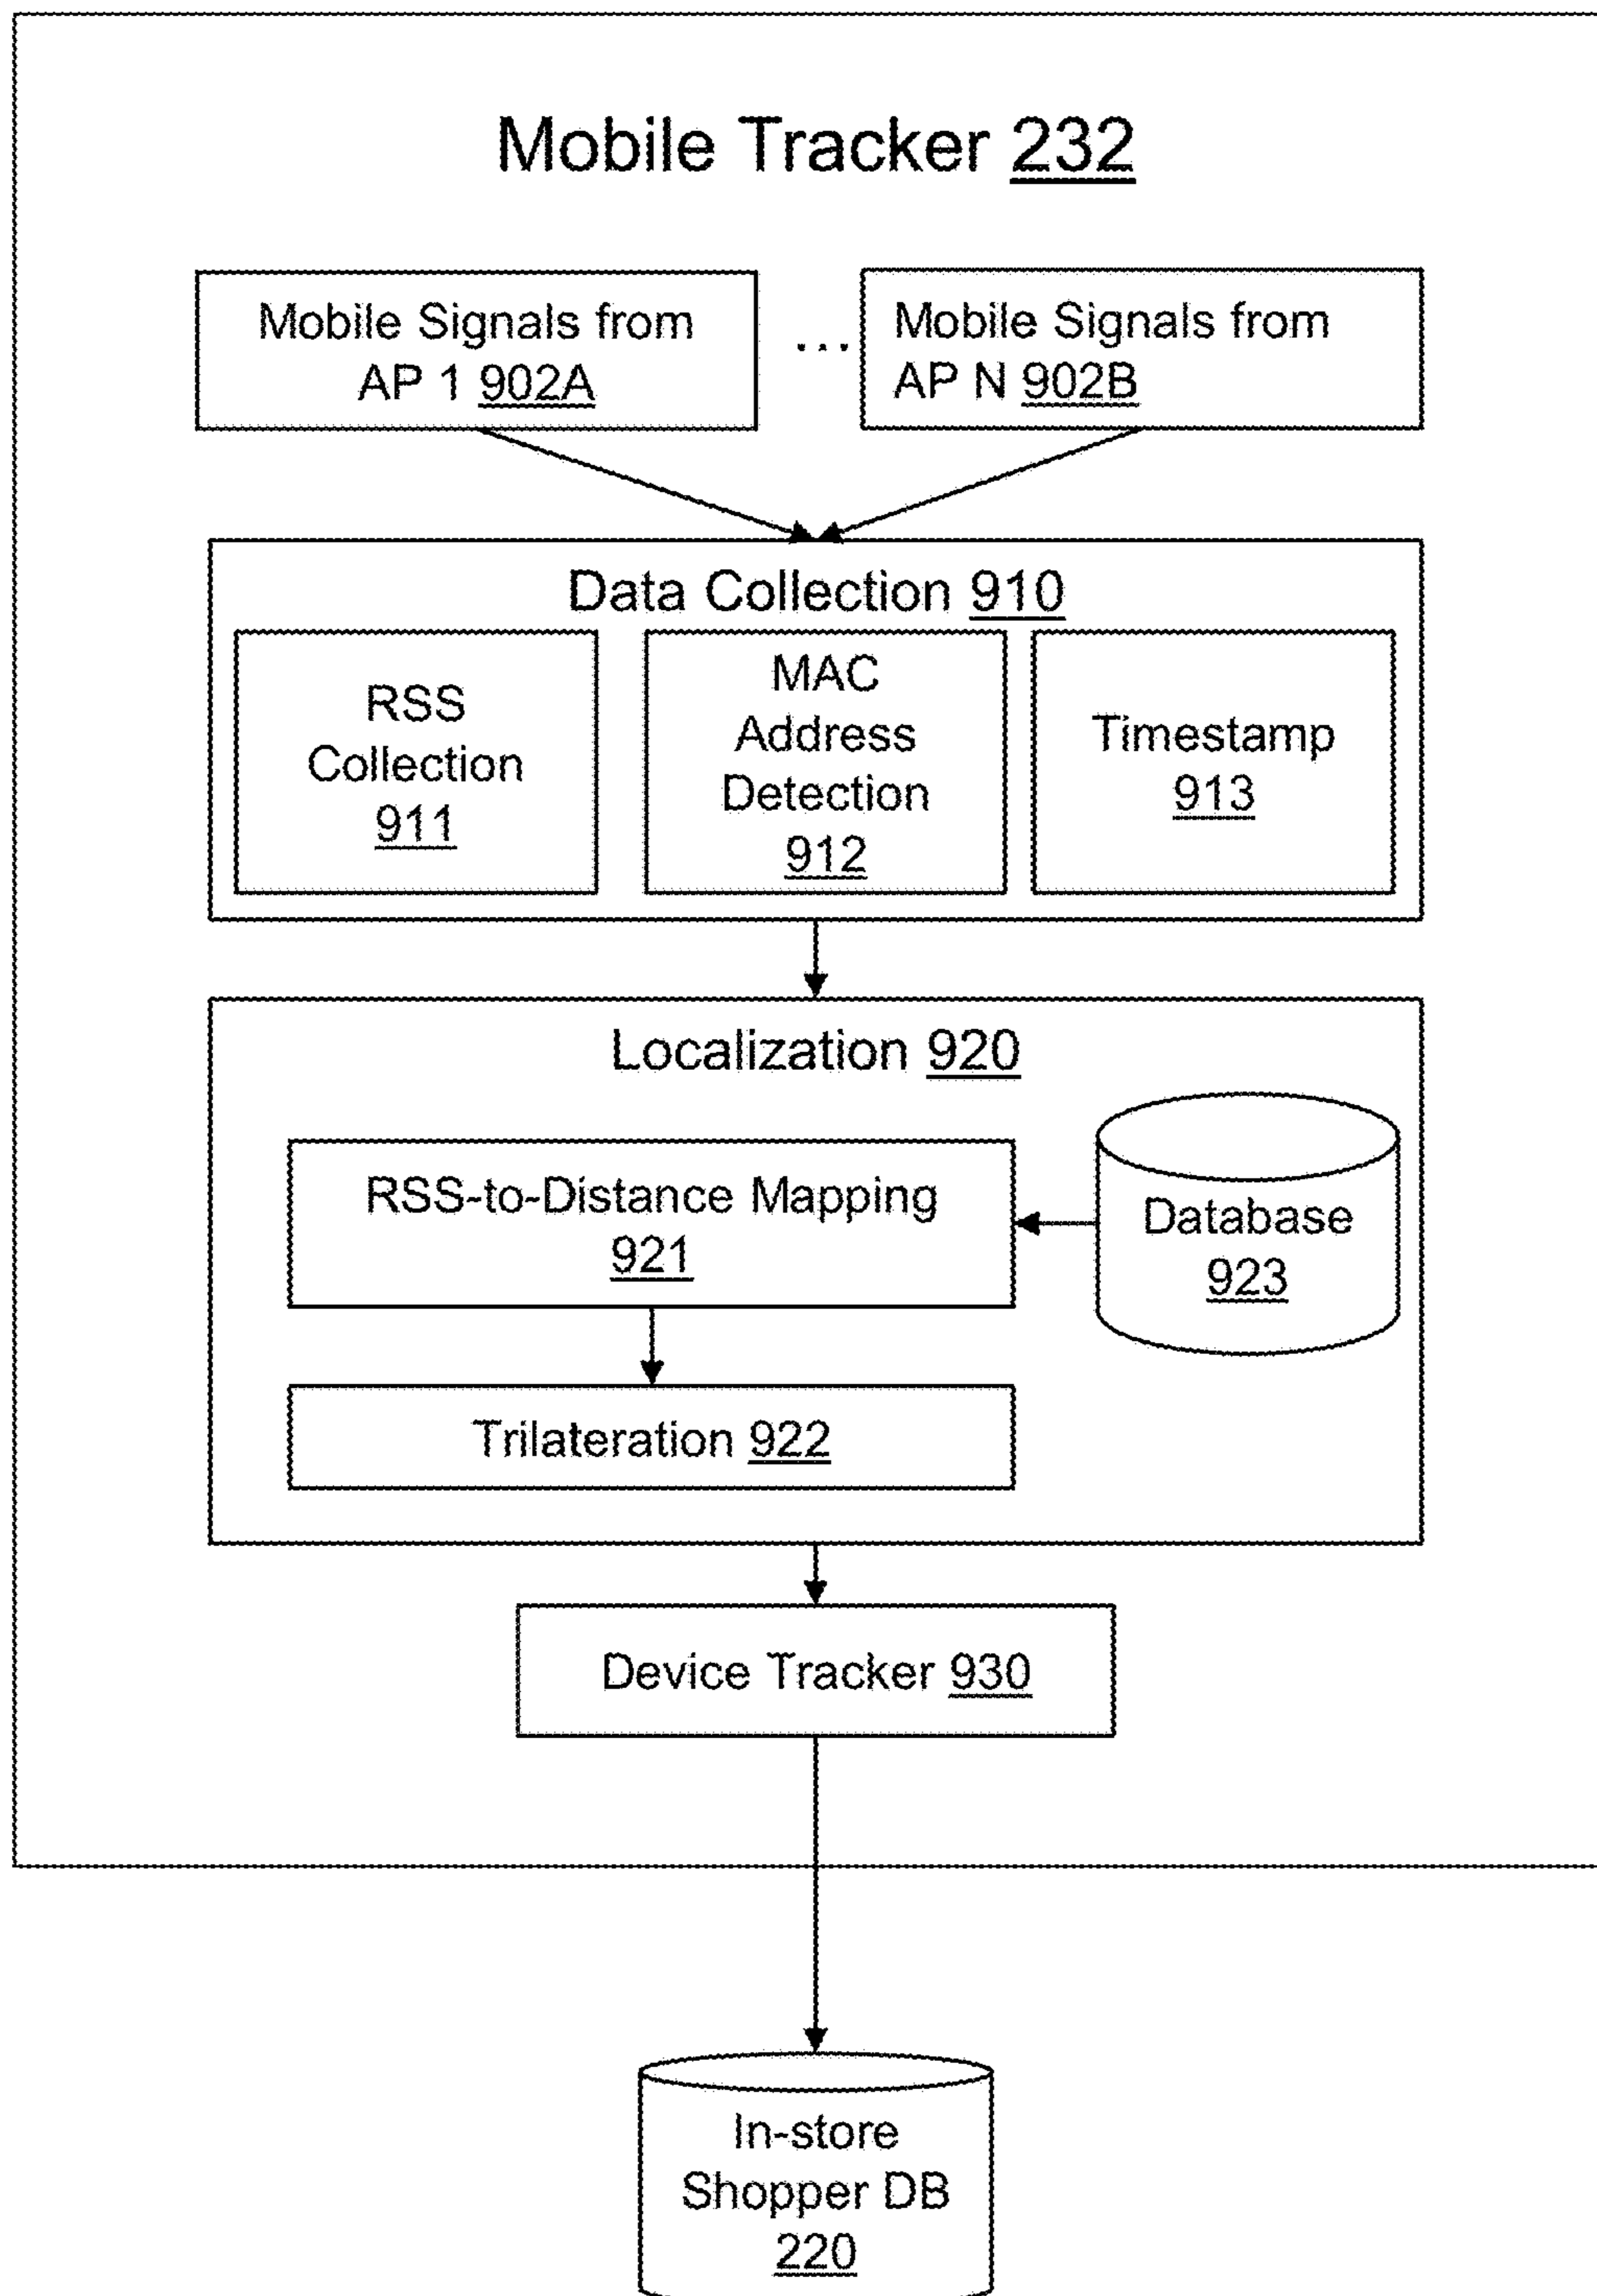 Mobile Tracker 232
Mobile Signals from
AP 1 902A
...
Mobile Signals from
AP N 902B
Data Collection 910
RSS
Collection
911
MAC
Address
Detection
912
Timestamp
913
Localization 920
RSS-to-Distance Mapping
921
Database
923
Trilateration 922
Device Tracker 930
In-store
Shopper DB
220